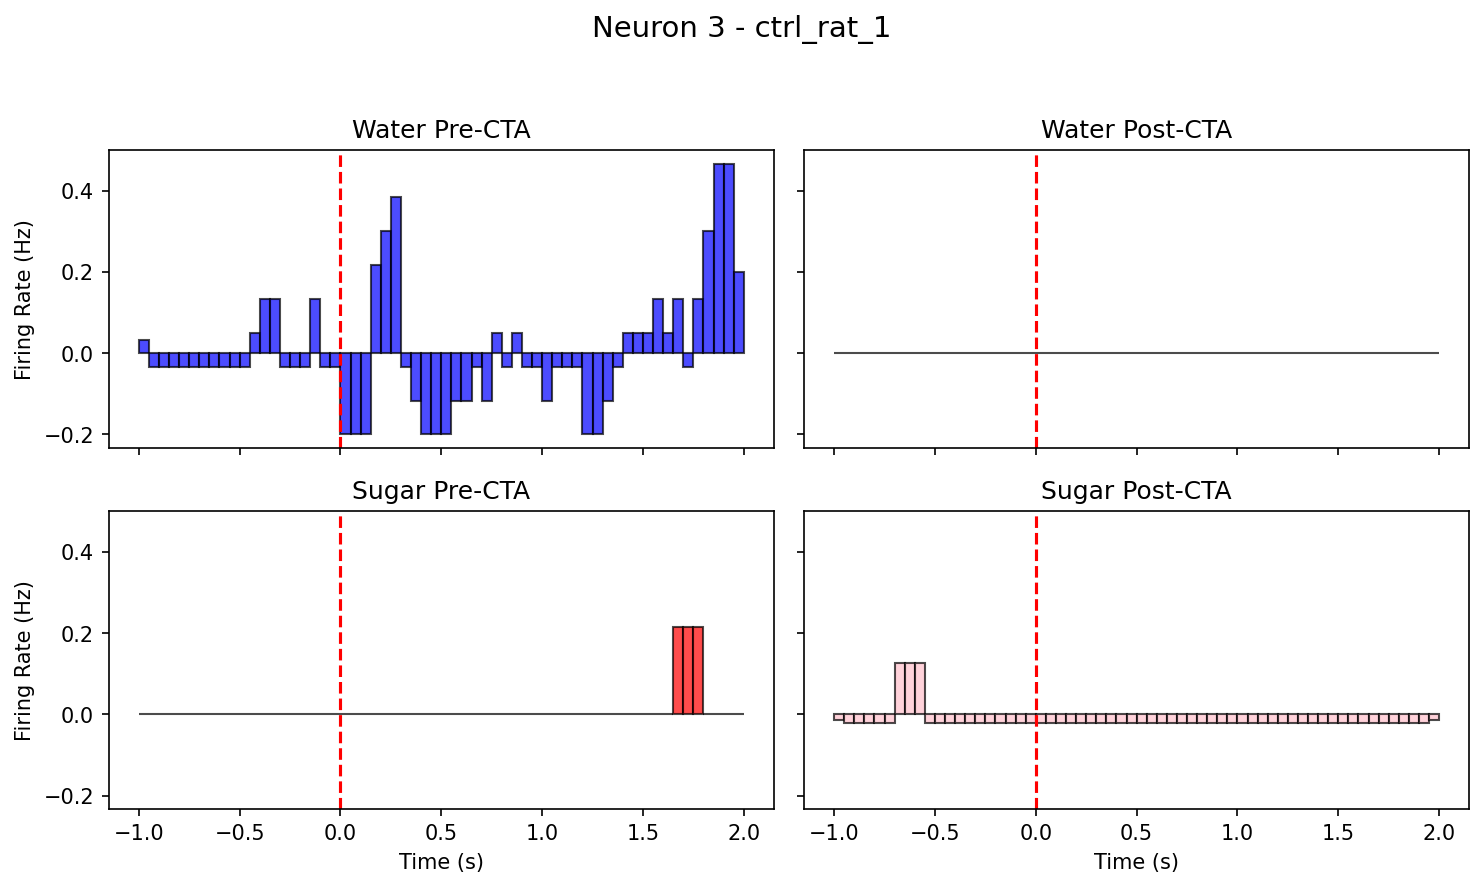 Neuron 3 - ctrl_rat_1
Water Pre-CTA
Water Post-CTA
Firing Rate (Hz)
0.4
0.2
0.0
−0.2
Sugar Pre-CTA
Sugar Post-CTA
Firing Rate (Hz)
0.4
0.2
0.0
−0.2
−1.0 −0.5 0.0 0.5 1.0 1.5 2.0
−1.0 −0.5 0.0 0.5 1.0 1.5 2.0
Time (s)
Time (s)